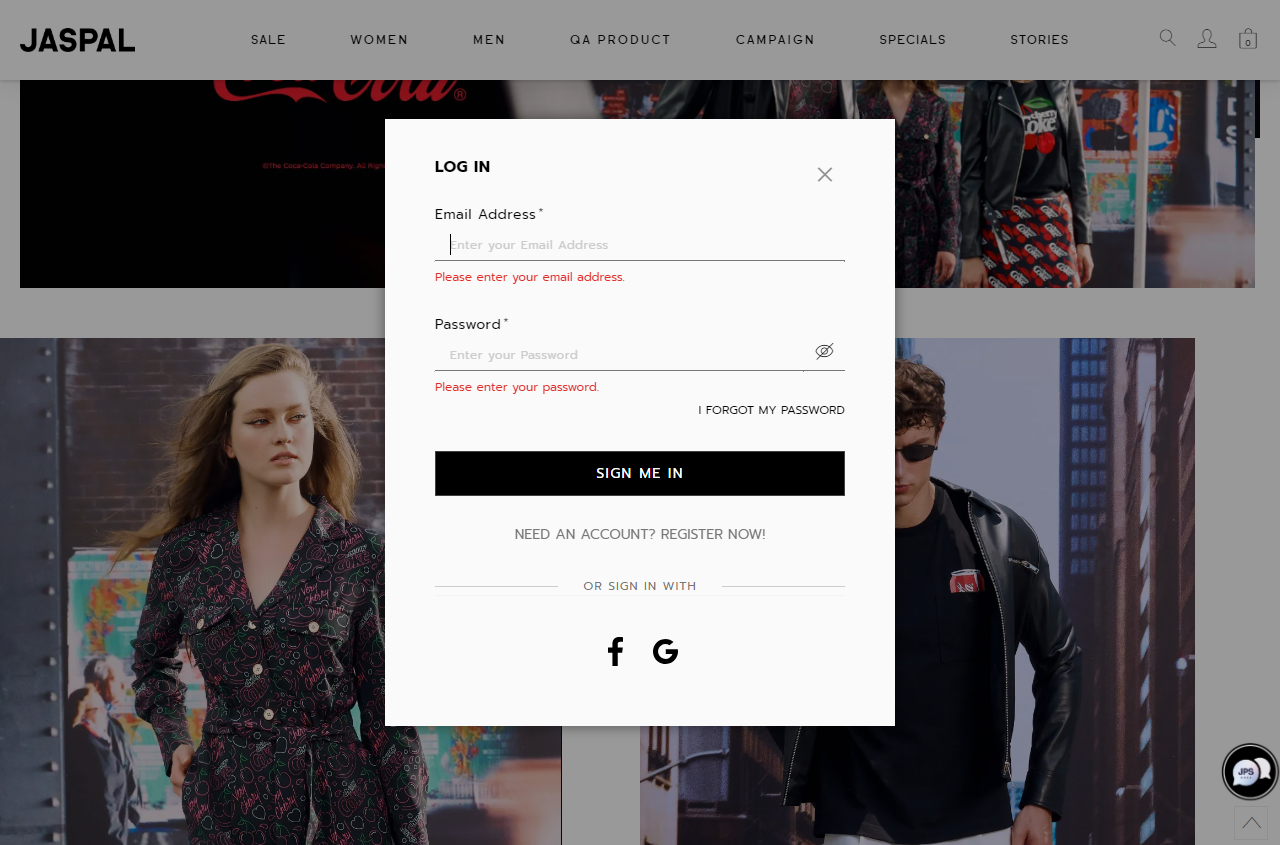 JASPAL
SALE
WOMEN
MEN
QA PRODUCT
CAMPAIGN
SPECIALS
STORIES
0
Cola®
©The Coca-Cola Company. All Righ
LOG IN
Email Address*
Enter your Email Address
Please enter your email address.
Password*
Enter your Password
Please enter your password.
I FORGOT MY PASSWORD
SIGN ME IN
NEED AN ACCOUNT? REGISTER NOW!
OR SIGN IN WITH
JPS